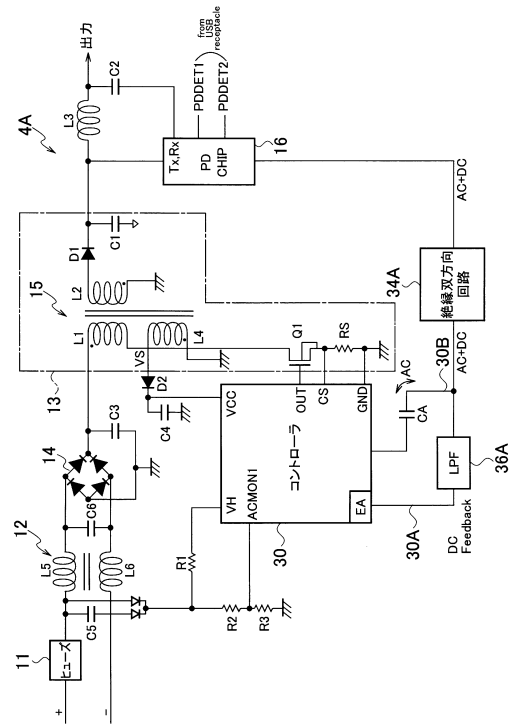 4A
出力
L3
C2
from
USB
receptacle
PDDET1
PDDET2
Tx,Rx
PD
CHIP
16
15
D1
C1
L2
L1
L4
VS
D2
13
C4
Q1
RS
AC+DC
34A
絶縁双方向
回路
AC+DC
30B
14
C3
VCC
OUT
CS
GND
コントローラ
VH
ACMON1
EA
30
AC
CA
LPF
36A
30A
DC
Feedback
12
C6
L5
L6
C5
R1
R2
R3
11
ヒューズ
+
−